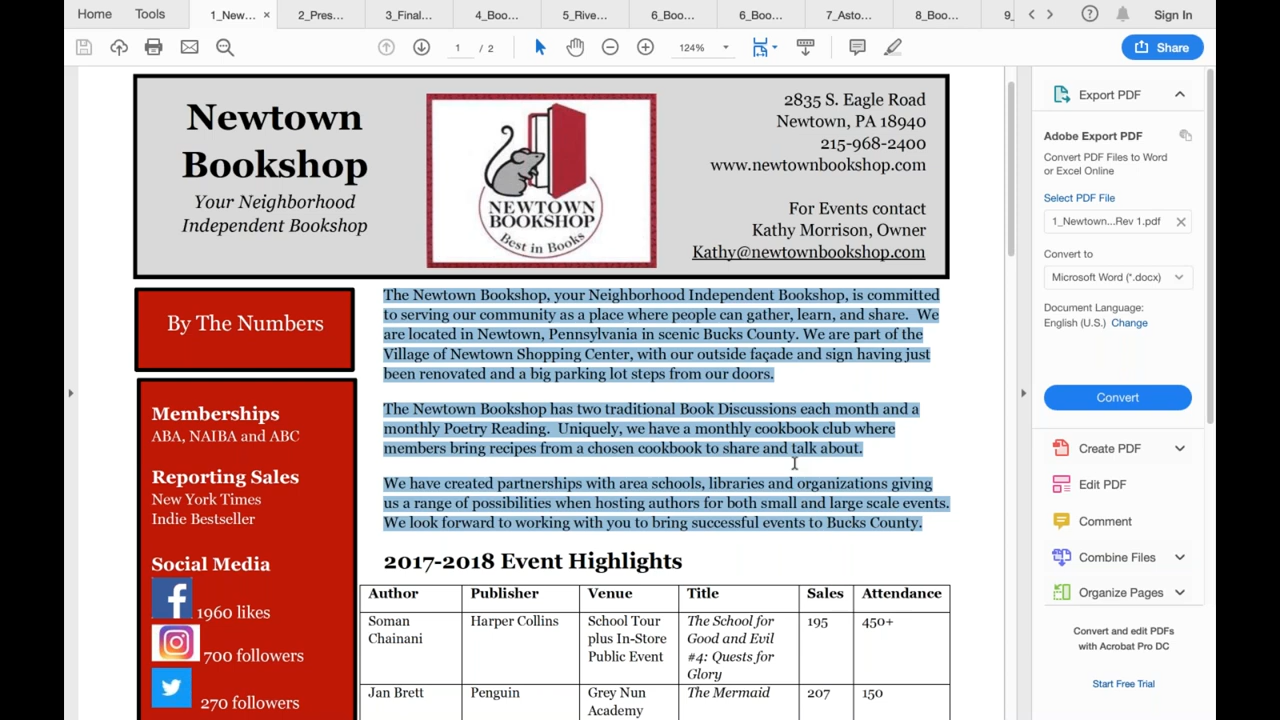 Home Tools 1_New... × 2_Pres... 3_Final... 4_Boo... 5_Rive... 6_Boo... 6_Boo... 7_Asto... 8_Boo... 9_ Sign In
1 / 2 124% Share
Newtown
Bookshop
Your Neighborhood
Independent Bookshop
NEWTOWN
BOOKSHOP
Best in Books
2835 S. Eagle Road
Newtown, PA 18940
215-968-2400
www.newtownbookshop.com
For Events contact
Kathy Morrison, Owner
Kathy@newtownbookshop.com
By The Numbers
Memberships
ABA, NAIBA and ABC
Reporting Sales
New York Times
Indie Bestseller
Social Media
1960 likes
700 followers
270 followers
The Newtown Bookshop, your Neighborhood Independent Bookshop, is committed
to serving our community as a place where people can gather, learn, and share. We
are located in Newtown, Pennsylvania in scenic Bucks County. We are part of the
Village of Newtown Shopping Center, with our outside façade and sign having just
been renovated and a big parking lot steps from our doors.
The Newtown Bookshop has two traditional Book Discussions each month and a
monthly Poetry Reading. Uniquely, we have a monthly cookbook club where
members bring recipes from a chosen cookbook to share and talk about.
We have created partnerships with area schools, libraries and organizations giving
us a range of possibilities when hosting authors for both small and large scale events.
We look forward to working with you to bring successful events to Bucks County.
2017-2018 Event Highlights
Author Publisher Venue Title Sales Attendance
Soman Harper Collins School Tour The School for 195 450+
Chainani plus In-Store Good and Evil
Public Event #4: Quests for
Glory
Jan Brett Penguin Grey Nun The Mermaid 207 150
Academy
Export PDF
Adobe Export PDF
Convert PDF Files to Word
or Excel Online
Select PDF File
1_Newtown...Rev 1.pdf
Convert to
Microsoft Word (*.docx)
Document Language:
English (U.S.) Change
Convert
Create PDF
Edit PDF
Comment
Combine Files
Organize Pages
Convert and edit PDFs
with Acrobat Pro DC
Start Free Trial